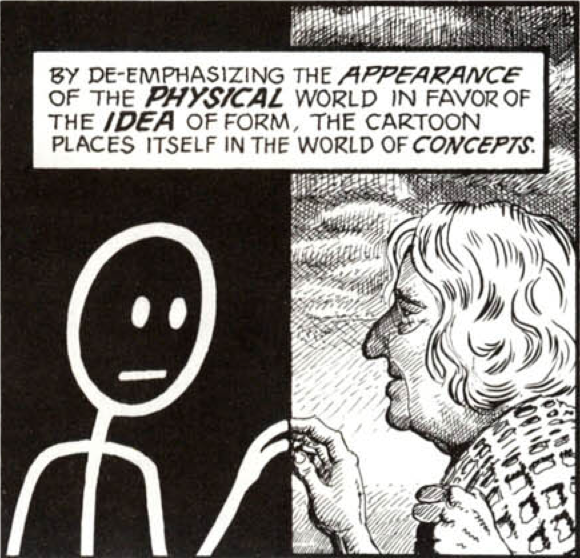 BY DE-EMPHASIZING THE APPEARANCE
OF THE PHYSICAL WORLD IN FAVOR OF
THE IDEA OF FORM, THE CARTOON
PLACES ITSELF IN THE WORLD OF CONCEPTS.